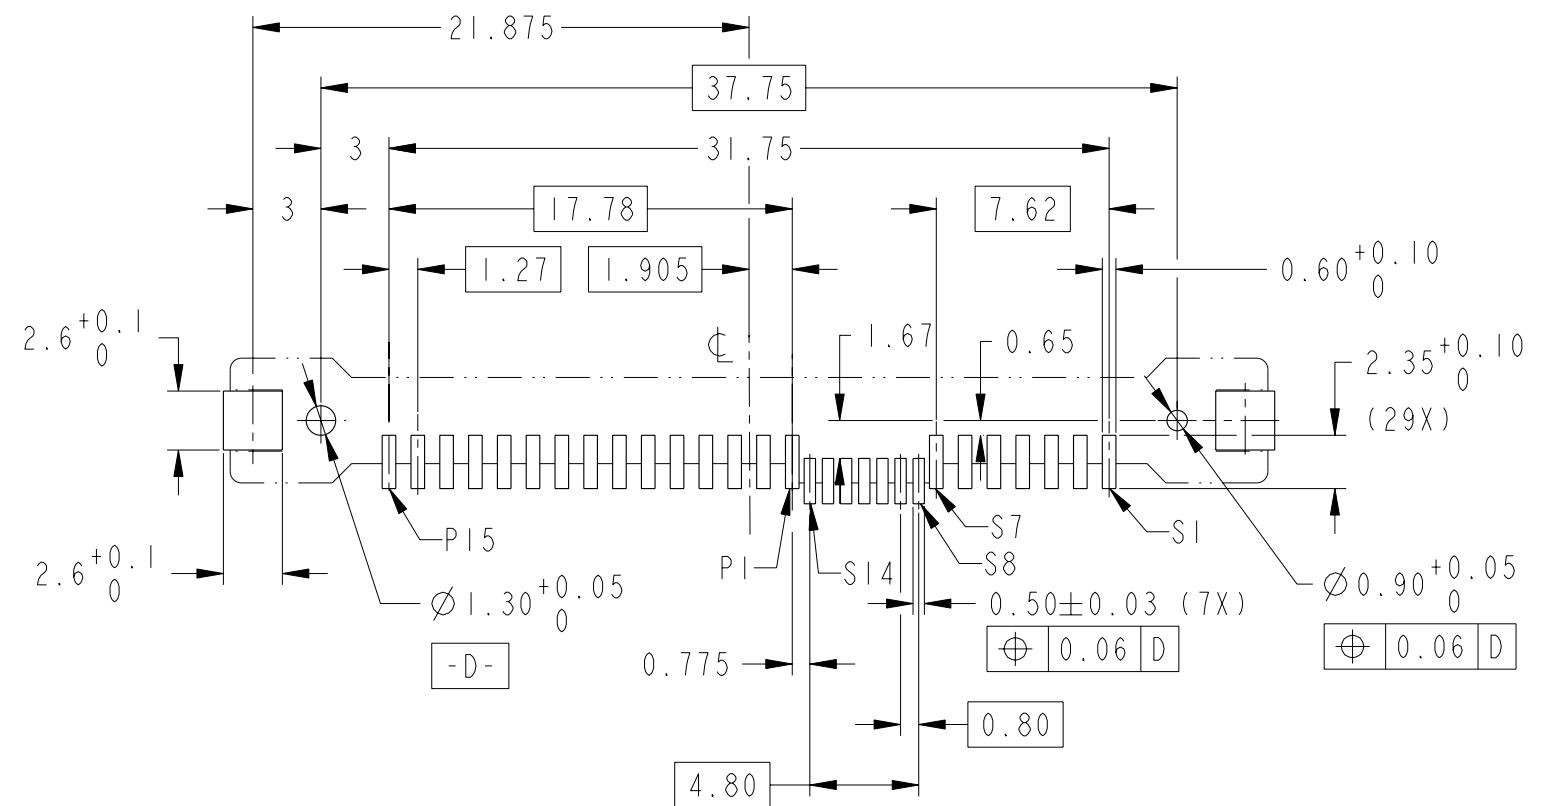 21.875
37.75
3
31.75
3
17.78
7.62
1.27
1.905
0.60 +0.10 0
2.6 +0.1 0
℄
1.67
0.65
2.35 +0.10 0
(29X)
P15
P1
S14
S7
S8
S1
2.6 +0.1 0
Ø1.30 +0.05 0
0.50±0.03 (7X)
Ø0.90 +0.05 0
-D-
0.775
⌖ 0.06 D
⌖ 0.06 D
0.80
4.80